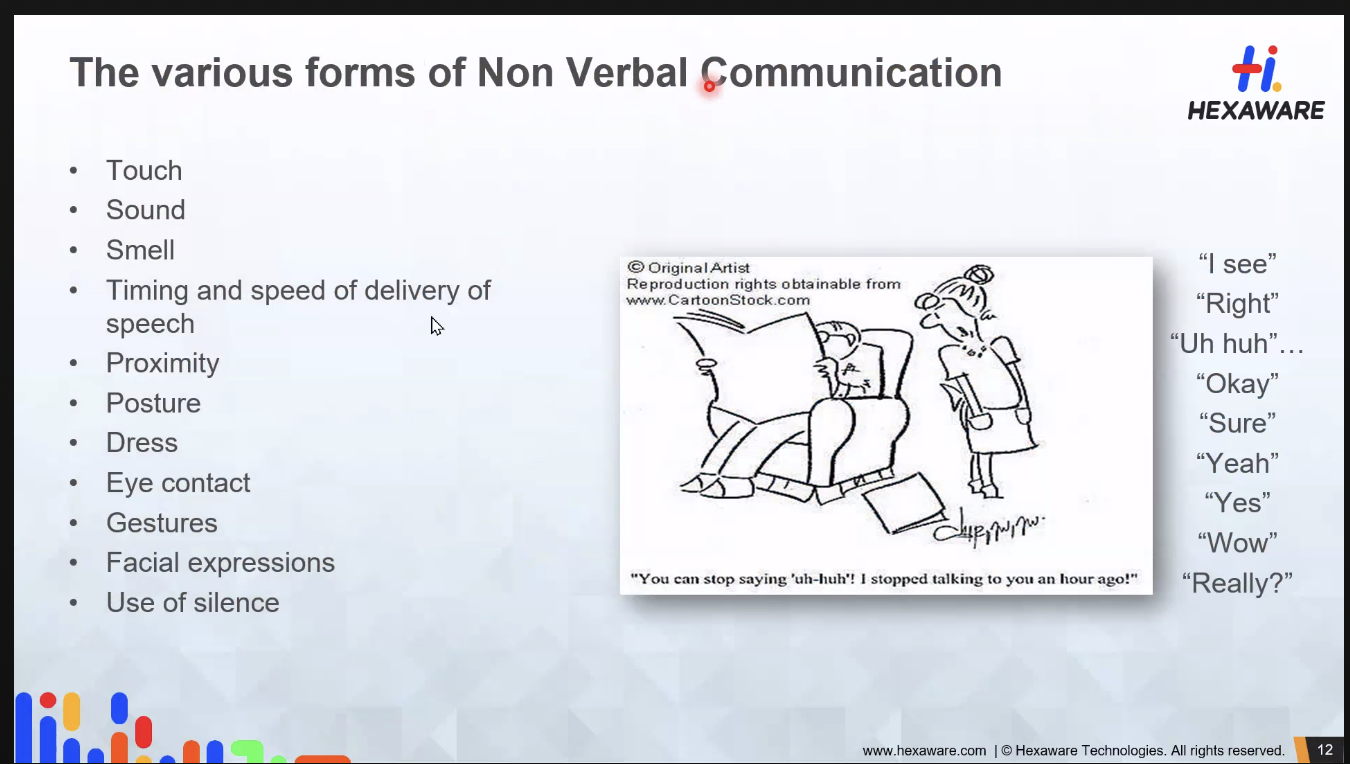 The various forms of Non Verbal Communication
HEXAWARE
• Touch
• Sound
• Smell
• Timing and speed of delivery of
speech
• Proximity
• Posture
• Dress
• Eye contact
• Gestures
• Facial expressions
• Use of silence
© Original Artist
Reproduction rights obtainable from
www.CartoonStock.com
"You can stop saying 'uh-huh'! I stopped talking to you an hour ago!"
“I see”
“Right”
“Uh huh”…
“Okay”
“Sure”
“Yeah”
“Yes”
“Wow”
“Really?”
www.hexaware.com | © Hexaware Technologies. All rights reserved.
12